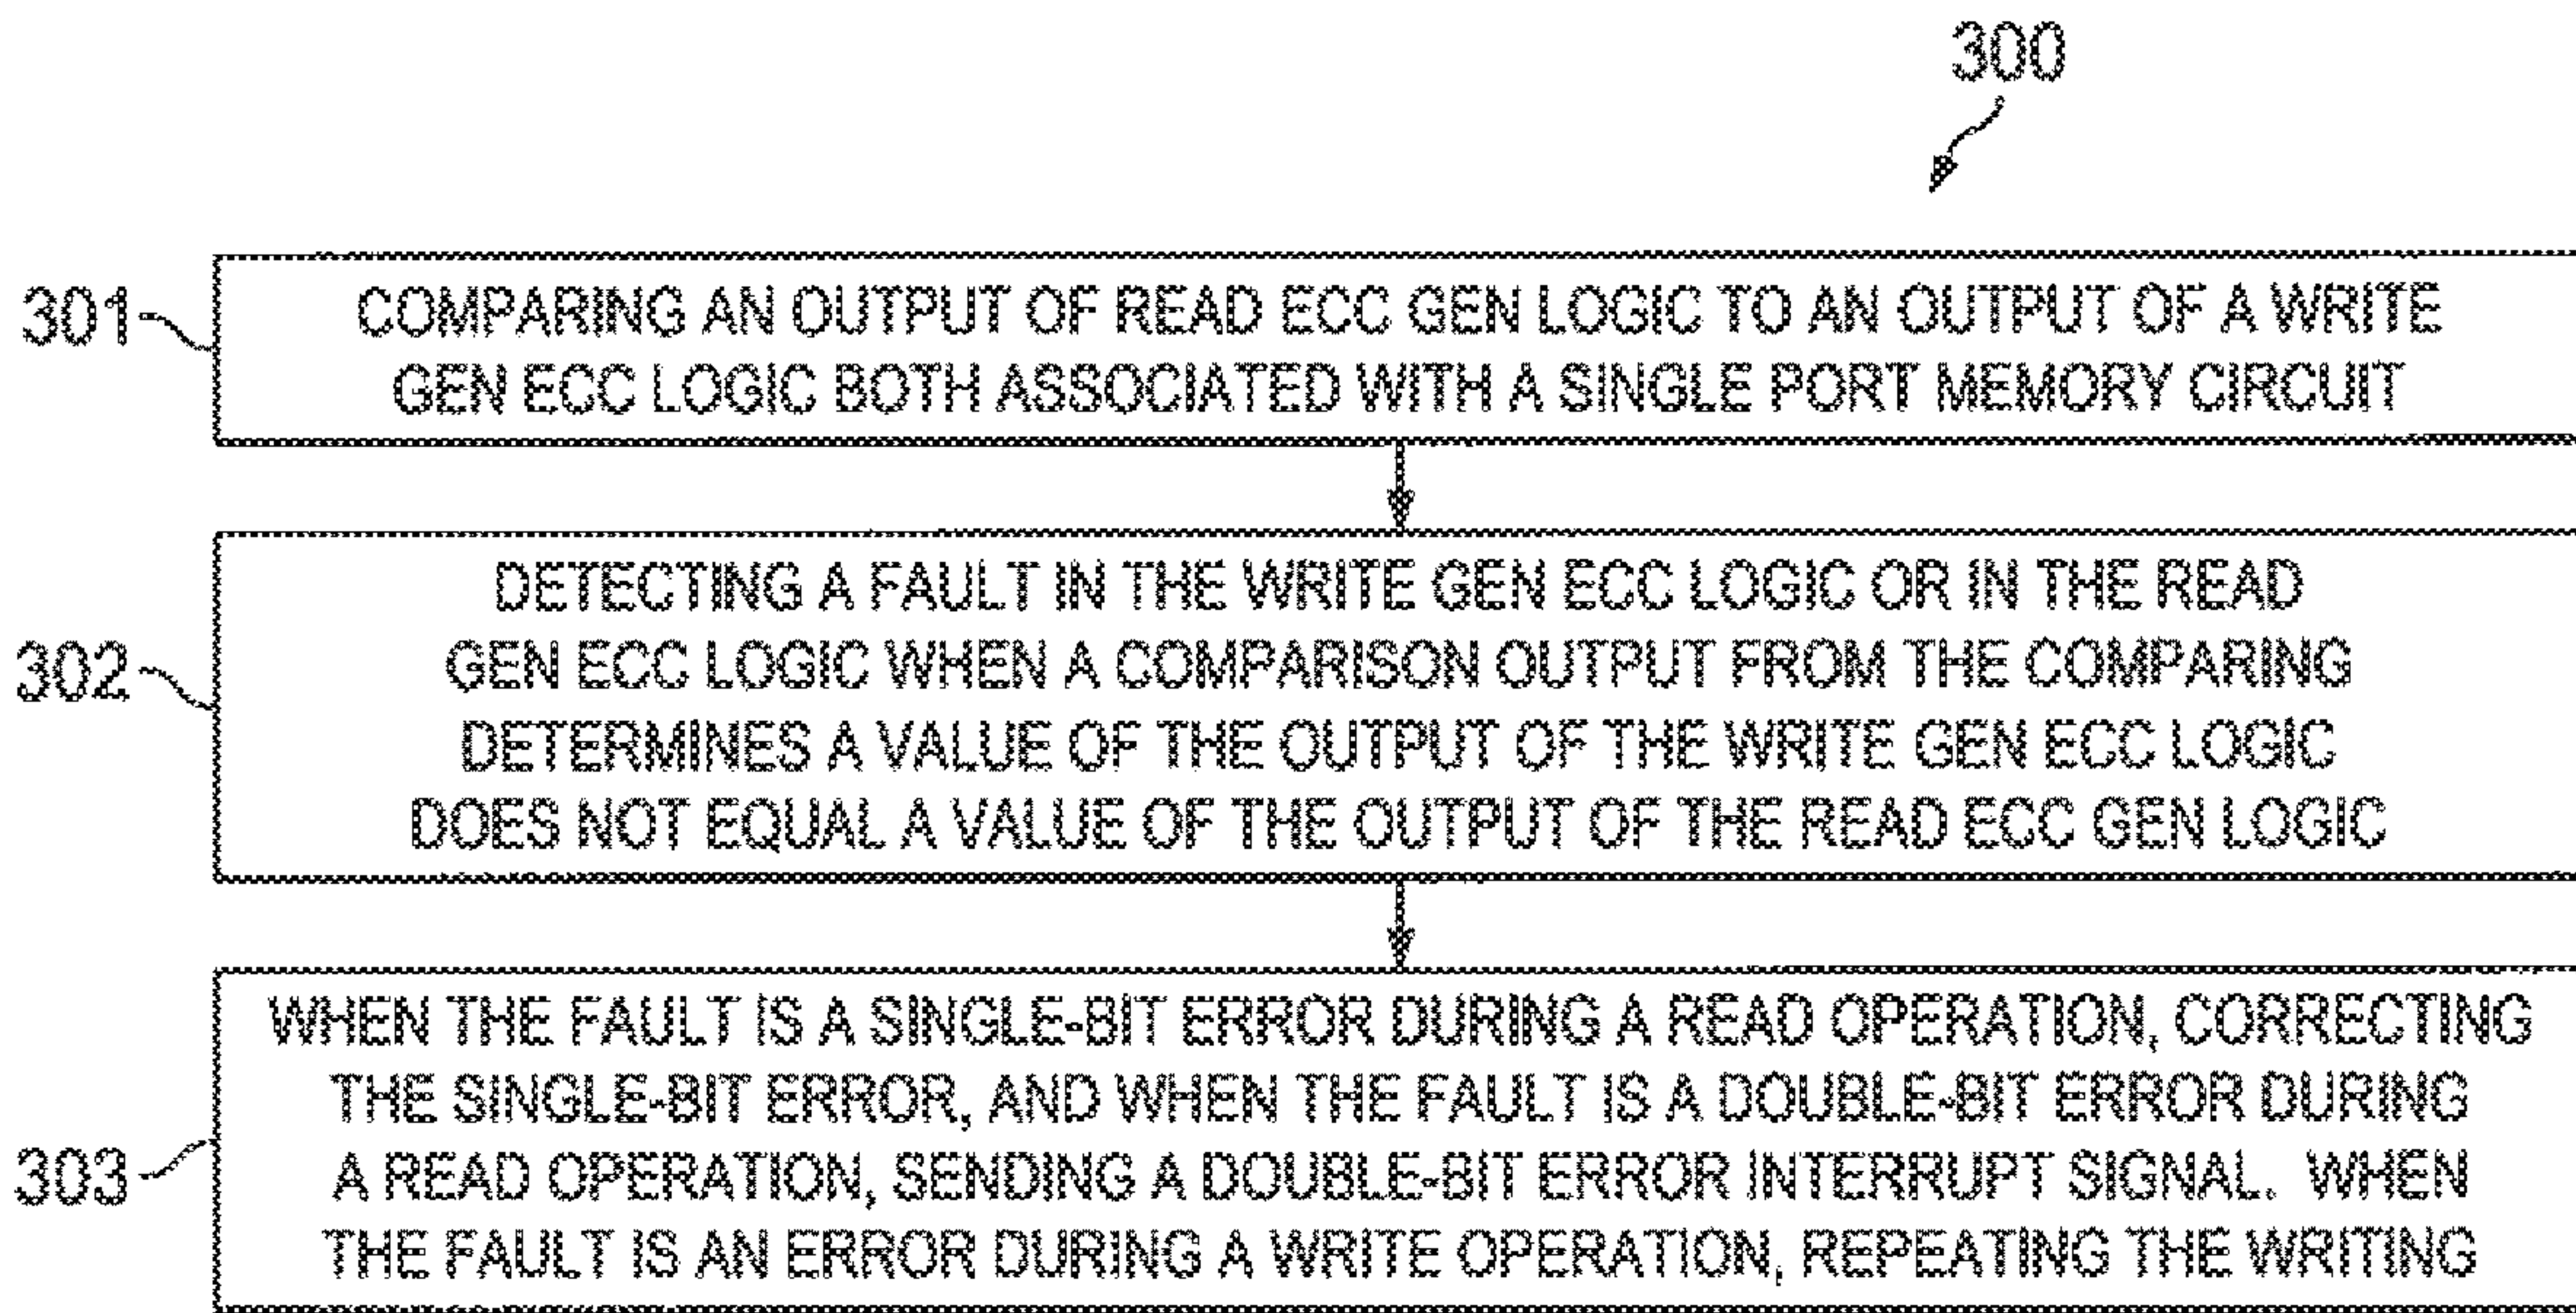 300
301
COMPARING AN OUTPUT OF READ ECC GEN LOGIC TO AN OUTPUT OF A WRITE
GEN ECC LOGIC BOTH ASSOCIATED WITH A SINGLE PORT MEMORY CIRCUIT
302
DETECTING A FAULT IN THE WRITE GEN ECC LOGIC OR IN THE READ
GEN ECC LOGIC WHEN A COMPARISON OUTPUT FROM THE COMPARING
DETERMINES A VALUE OF THE OUTPUT OF THE WRITE GEN ECC LOGIC
DOES NOT EQUAL A VALUE OF THE OUTPUT OF THE READ ECC GEN LOGIC
303
WHEN THE FAULT IS A SINGLE-BIT ERROR DURING A READ OPERATION, CORRECTING
THE SINGLE-BIT ERROR, AND WHEN THE FAULT IS A DOUBLE-BIT ERROR DURING
A READ OPERATION, SENDING A DOUBLE-BIT ERROR INTERRUPT SIGNAL. WHEN
THE FAULT IS AN ERROR DURING A WRITE OPERATION, REPEATING THE WRITING